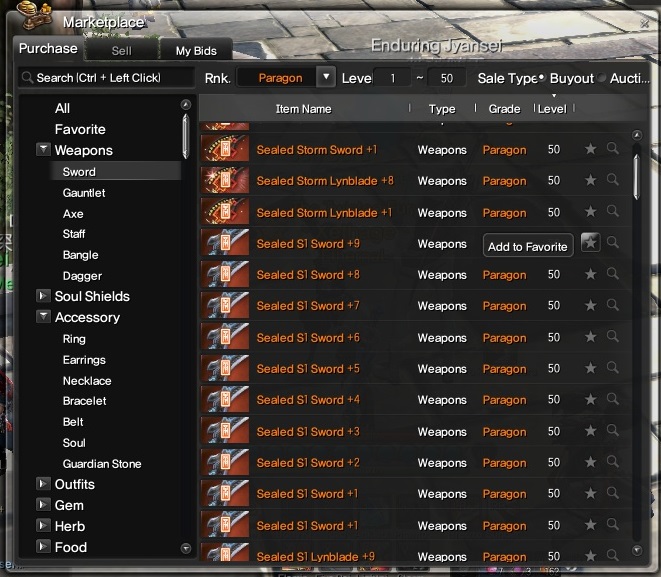 Marketplace
Purchase Sell My Bids
Enduring Jyansei
Search (Ctrl + Left Click) Rnk. Paragon Leve 1 ~ 50 Sale Type Buyout Aucti...
Item Name Type Grade Level
All
Favorite
Weapons
Sword
Gauntlet
Axe
Staff
Bangle
Dagger
Soul Shields
Accessory
Ring
Earrings
Necklace
Bracelet
Belt
Soul
Guardian Stone
Outfits
Gem
Herb
Food
Sealed Storm Sword +1 Weapons Paragon 50
Sealed Storm Lynblade +8 Weapons Paragon 50
Sealed Storm Lynblade +1 Weapons Paragon 50
Sealed S1 Sword +9 Weapons Add to Favorite
Sealed S1 Sword +8 Weapons Paragon 50
Sealed S1 Sword +7 Weapons Paragon 50
Sealed S1 Sword +6 Weapons Paragon 50
Sealed S1 Sword +5 Weapons Paragon 50
Sealed S1 Sword +4 Weapons Paragon 50
Sealed S1 Sword +3 Weapons Paragon 50
Sealed S1 Sword +2 Weapons Paragon 50
Sealed S1 Sword +1 Weapons Paragon 50
Sealed S1 Sword +1 Weapons Paragon 50
Sealed S1 Lynblade +9 Weapons Paragon 50